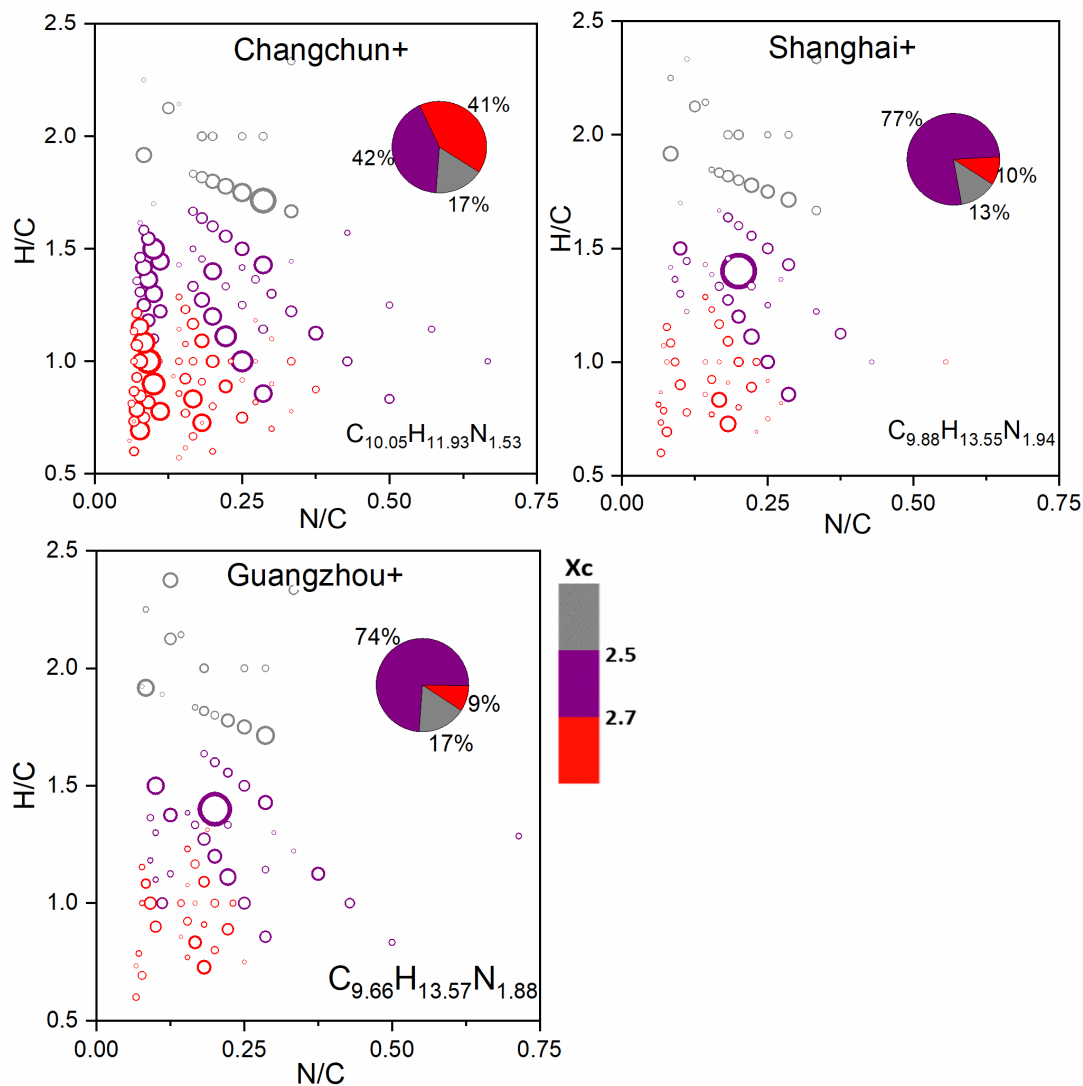 Changchun+
2.5
2.0
1.5
1.0
0.5
H/C
41%
42%
17%
C10.05H11.93N1.53
0.00
0.25
0.50
0.75
N/C
Shanghai+
2.5
2.0
1.5
1.0
0.5
H/C
77%
10%
13%
C9.88H13.55N1.94
0.00
0.25
0.50
0.75
N/C
Guangzhou+
2.5
2.0
1.5
1.0
0.5
H/C
74%
9%
17%
C9.66H13.57N1.88
0.00
0.25
0.50
0.75
N/C
Xc
2.5
2.7